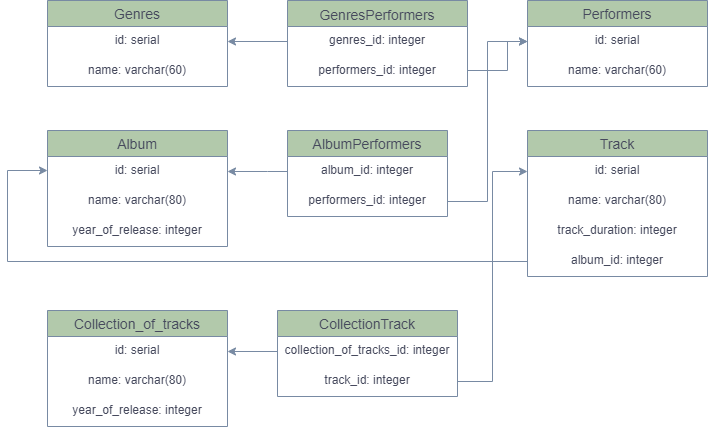 Genres
id: serial
name: varchar(60)
GenresPerformers
genres_id: integer
performers_id: integer
Performers
id: serial
name: varchar(60)
Album
id: serial
name: varchar(80)
year_of_release: integer
AlbumPerformers
album_id: integer
performers_id: integer
Track
id: serial
name: varchar(80)
track_duration: integer
album_id: integer
Collection_of_tracks
id: serial
name: varchar(80)
year_of_release: integer
CollectionTrack
collection_of_tracks_id: integer
track_id: integer